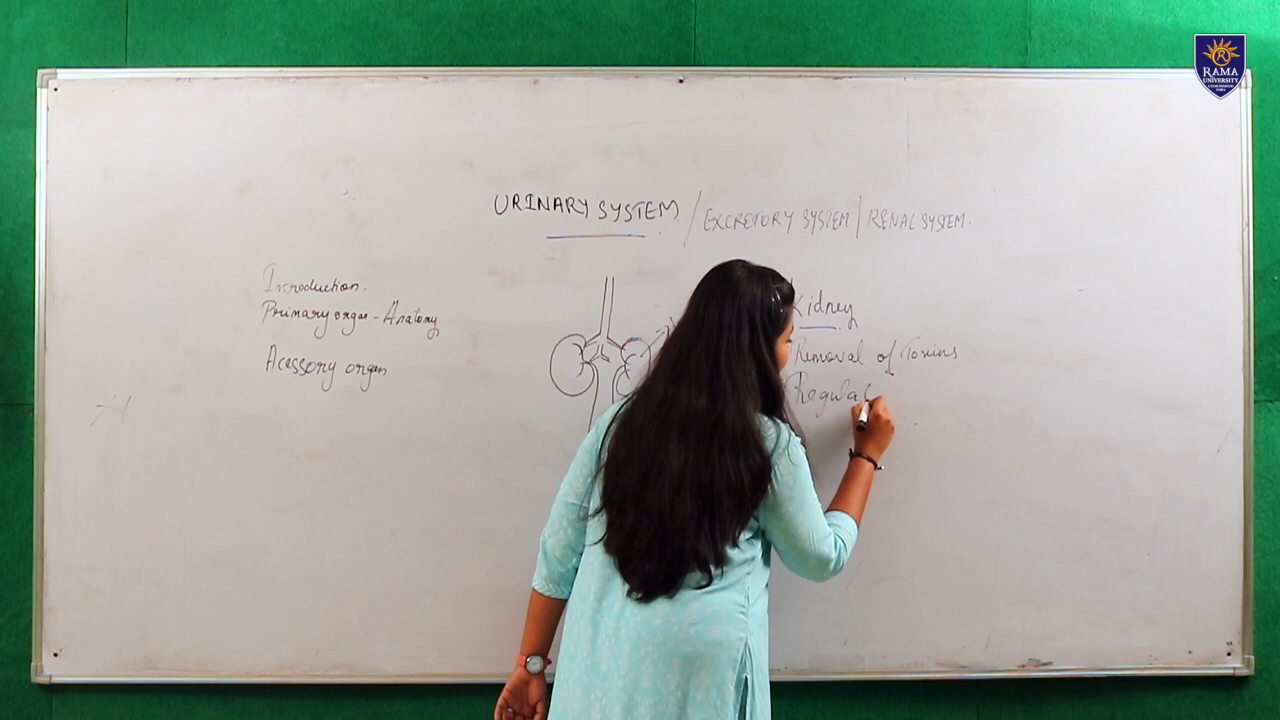 RAMA
UNIVERSITY
URINARY SYSTEM / EXCRETORY SYSTEM / RENAL SYSTEM.
Introduction.
Primary organ - Anatomy
Acessory organ
Kidney
Removal of Toxins
Regula